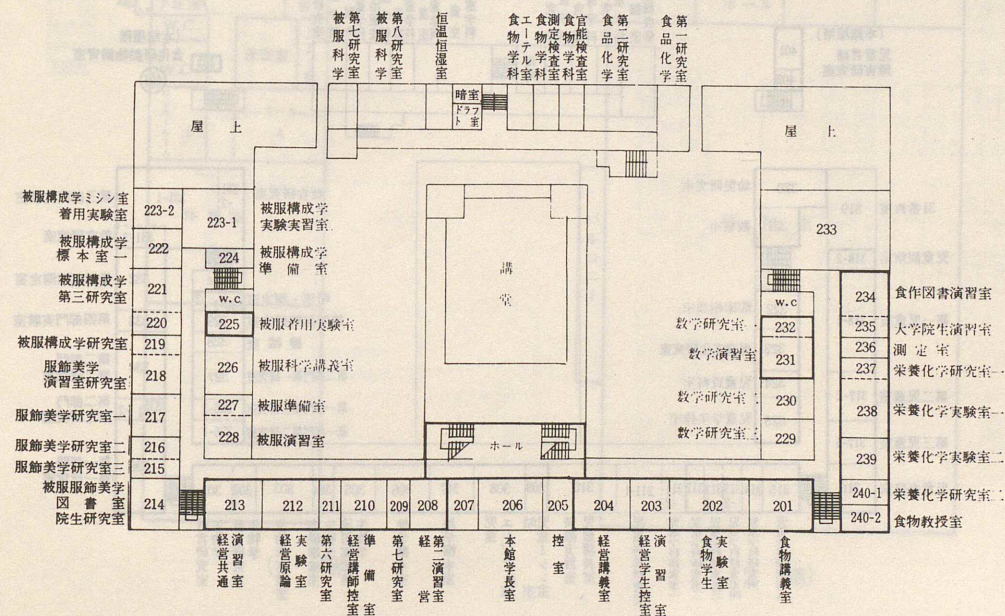 被服科学
第七研究室
被服科学
第八研究室
恒温恒湿室
食物学科
エーテル室
食物学科
測定検査室
食物学科
官能検査室
食品化学
第二研究室
食品化学
第一研究室
暗室
ドラフ
ト室
屋上
屋上
被服構成学ミシン室
着用実験室
223-2
223-1
被服構成学
実験実習室
被服構成学
標本室一
222
224
被服構成学
準備室
被服構成学
第三研究室
221
w.c
220
225
被服着用実験室
被服構成学研究室
219
226
被服科学講義室
服飾美学
演習室研究室
218
227
被服準備室
服飾美学研究室一
217
228
被服演習室
服飾美学研究室二
216
服飾美学研究室三
215
被服服飾美学
図書室
院生研究室
214
講堂
ホール
233
w.c
234
食作図書演習室
数学研究室一
232
235
大学院生演習室
数学演習室
231
236
測定室
237
栄養化学研究室一
数学研究室二
230
238
栄養化学実験室一
数学研究室三
229
239
栄養化学実験室二
240-1
栄養化学研究室二
240-2
食物教授室
213
212
211
210
209
208
207
206
205
204
203
202
201
経営共通
演習室
経営原論
実験室
第六研究室
経営講師控室
準備室
第七研究室
経営
第二演習室
本館学長室
控室
経営講義室
経営学生控室
演習室
食物学生
実験室
食物講義室